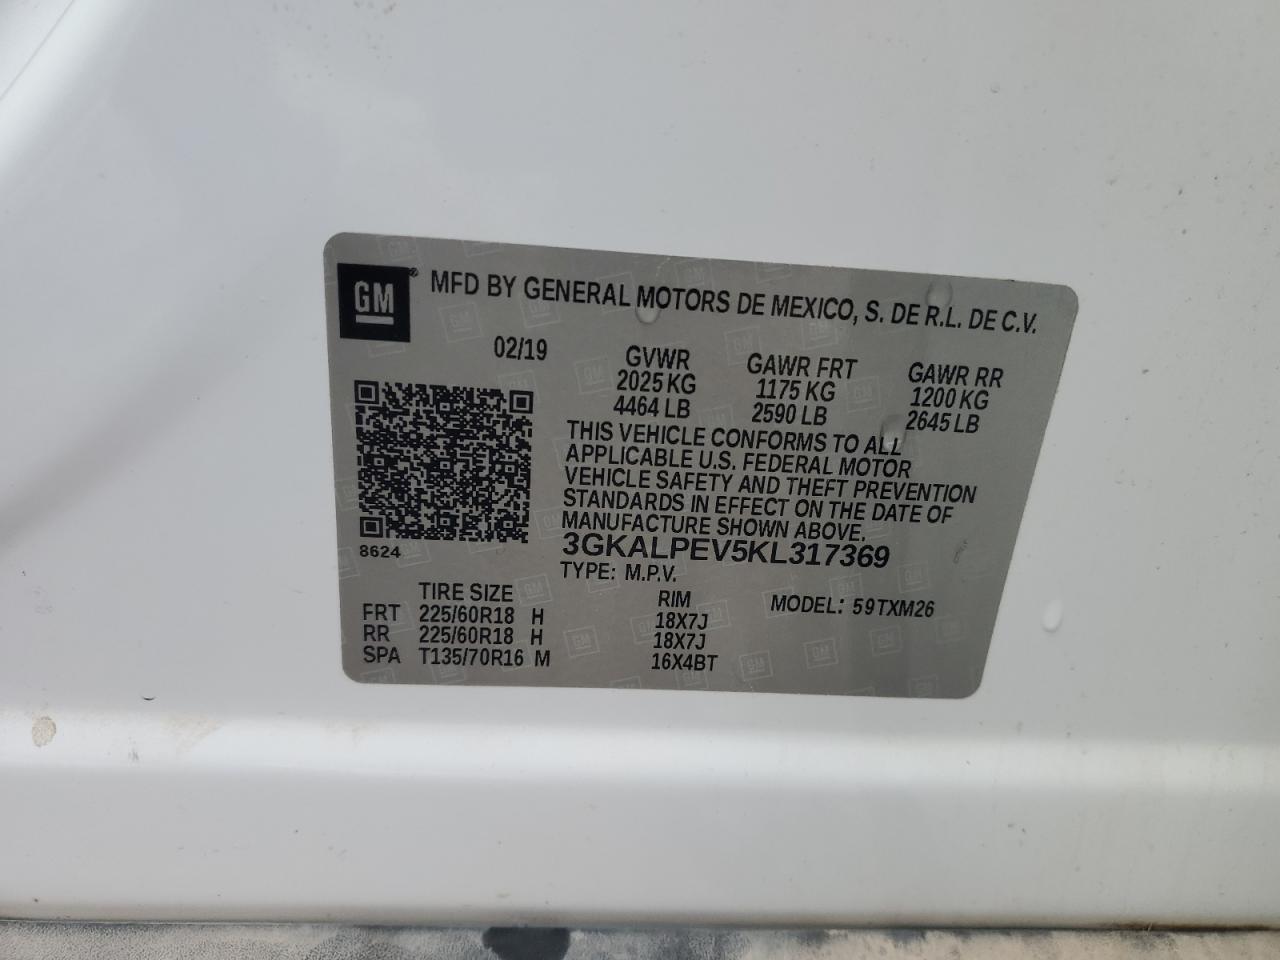 GM® MFD BY GENERAL MOTORS DE MEXICO, S. DE R.L. DE C.V.
02/19 GVWR GAWR FRT GAWR RR
2025 KG 1175 KG 1200 KG
4464 LB 2590 LB 2645 LB
THIS VEHICLE CONFORMS TO ALL
APPLICABLE U.S. FEDERAL MOTOR
VEHICLE SAFETY AND THEFT PREVENTION
STANDARDS IN EFFECT ON THE DATE OF
MANUFACTURE SHOWN ABOVE.
8624 3GKALPEV5KL317369
TYPE: M.P.V.
TIRE SIZE RIM MODEL: 59TXM26
FRT 225/60R18 H 18X7J
RR 225/60R18 H 18X7J
SPA T135/70R16 M 16X4BT